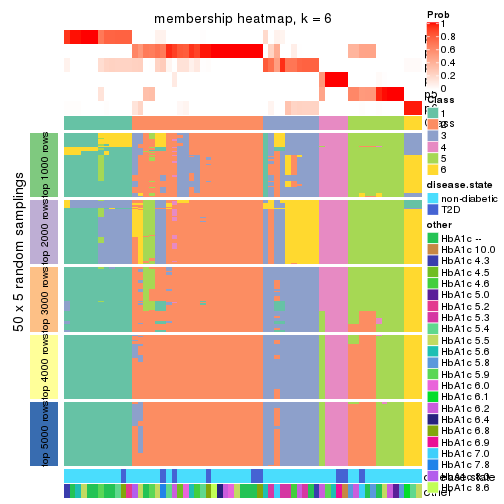 membership heatmap, k = 6
50 x 5 random samplings
top 1000 rows
top 2000 rows
top 3000 rows
top 4000 rows
top 5000 rows
Prob
1
0.8
0.6
0.4
0.2
0
Class
1
2
3
4
5
6
disease.state
non-diabetic
T2D
other
HbA1c --
HbA1c 10.0
HbA1c 4.3
HbA1c 4.5
HbA1c 4.6
HbA1c 5.0
HbA1c 5.2
HbA1c 5.3
HbA1c 5.4
HbA1c 5.5
HbA1c 5.6
HbA1c 5.8
HbA1c 5.9
HbA1c 6.0
HbA1c 6.1
HbA1c 6.2
HbA1c 6.4
HbA1c 6.8
HbA1c 6.9
HbA1c 7.0
HbA1c 7.8
HbA1c 8.6
disease.state
other